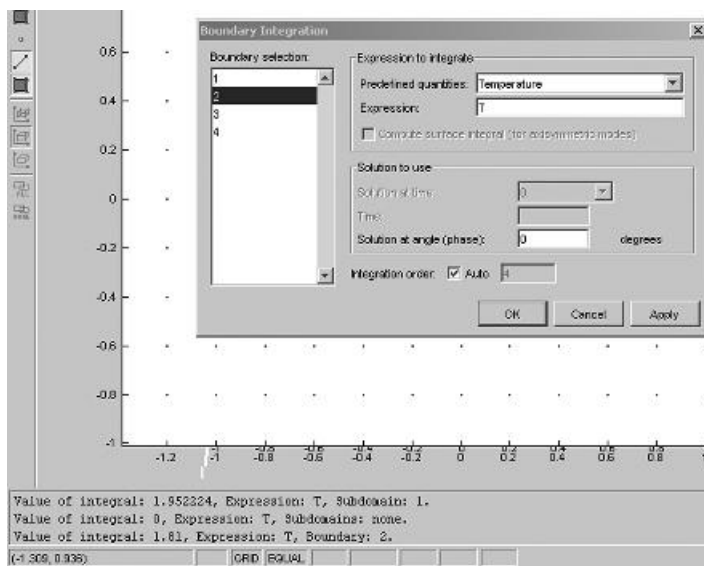 Boundary Integration
Boundary selection:
1
2
3
4
Expression to integrate
Predefined quantities: Temperature
Expression: T
Compute surface integral (for axisymmetric modes)
Solution to use
Solution at time: 0
Time:
Solution at angle (phase): 0 degrees
Integration order: Auto 4
OK Cancel Apply
0.6
0.4
0.2
0
-0.2
-0.4
-0.6
-0.8
-1
-1.2 -1 -0.8 -0.6 -0.4 -0.2 0 0.2 0.4 0.6 0.8 1
Value of integral: 1.952224, Expression: T, Subdomain: 1.
Value of integral: 0, Expression: T, Subdomains: none.
Value of integral: 1.81, Expression: T, Boundary: 2.
(-1.309, 0.936) GRID EQUAL